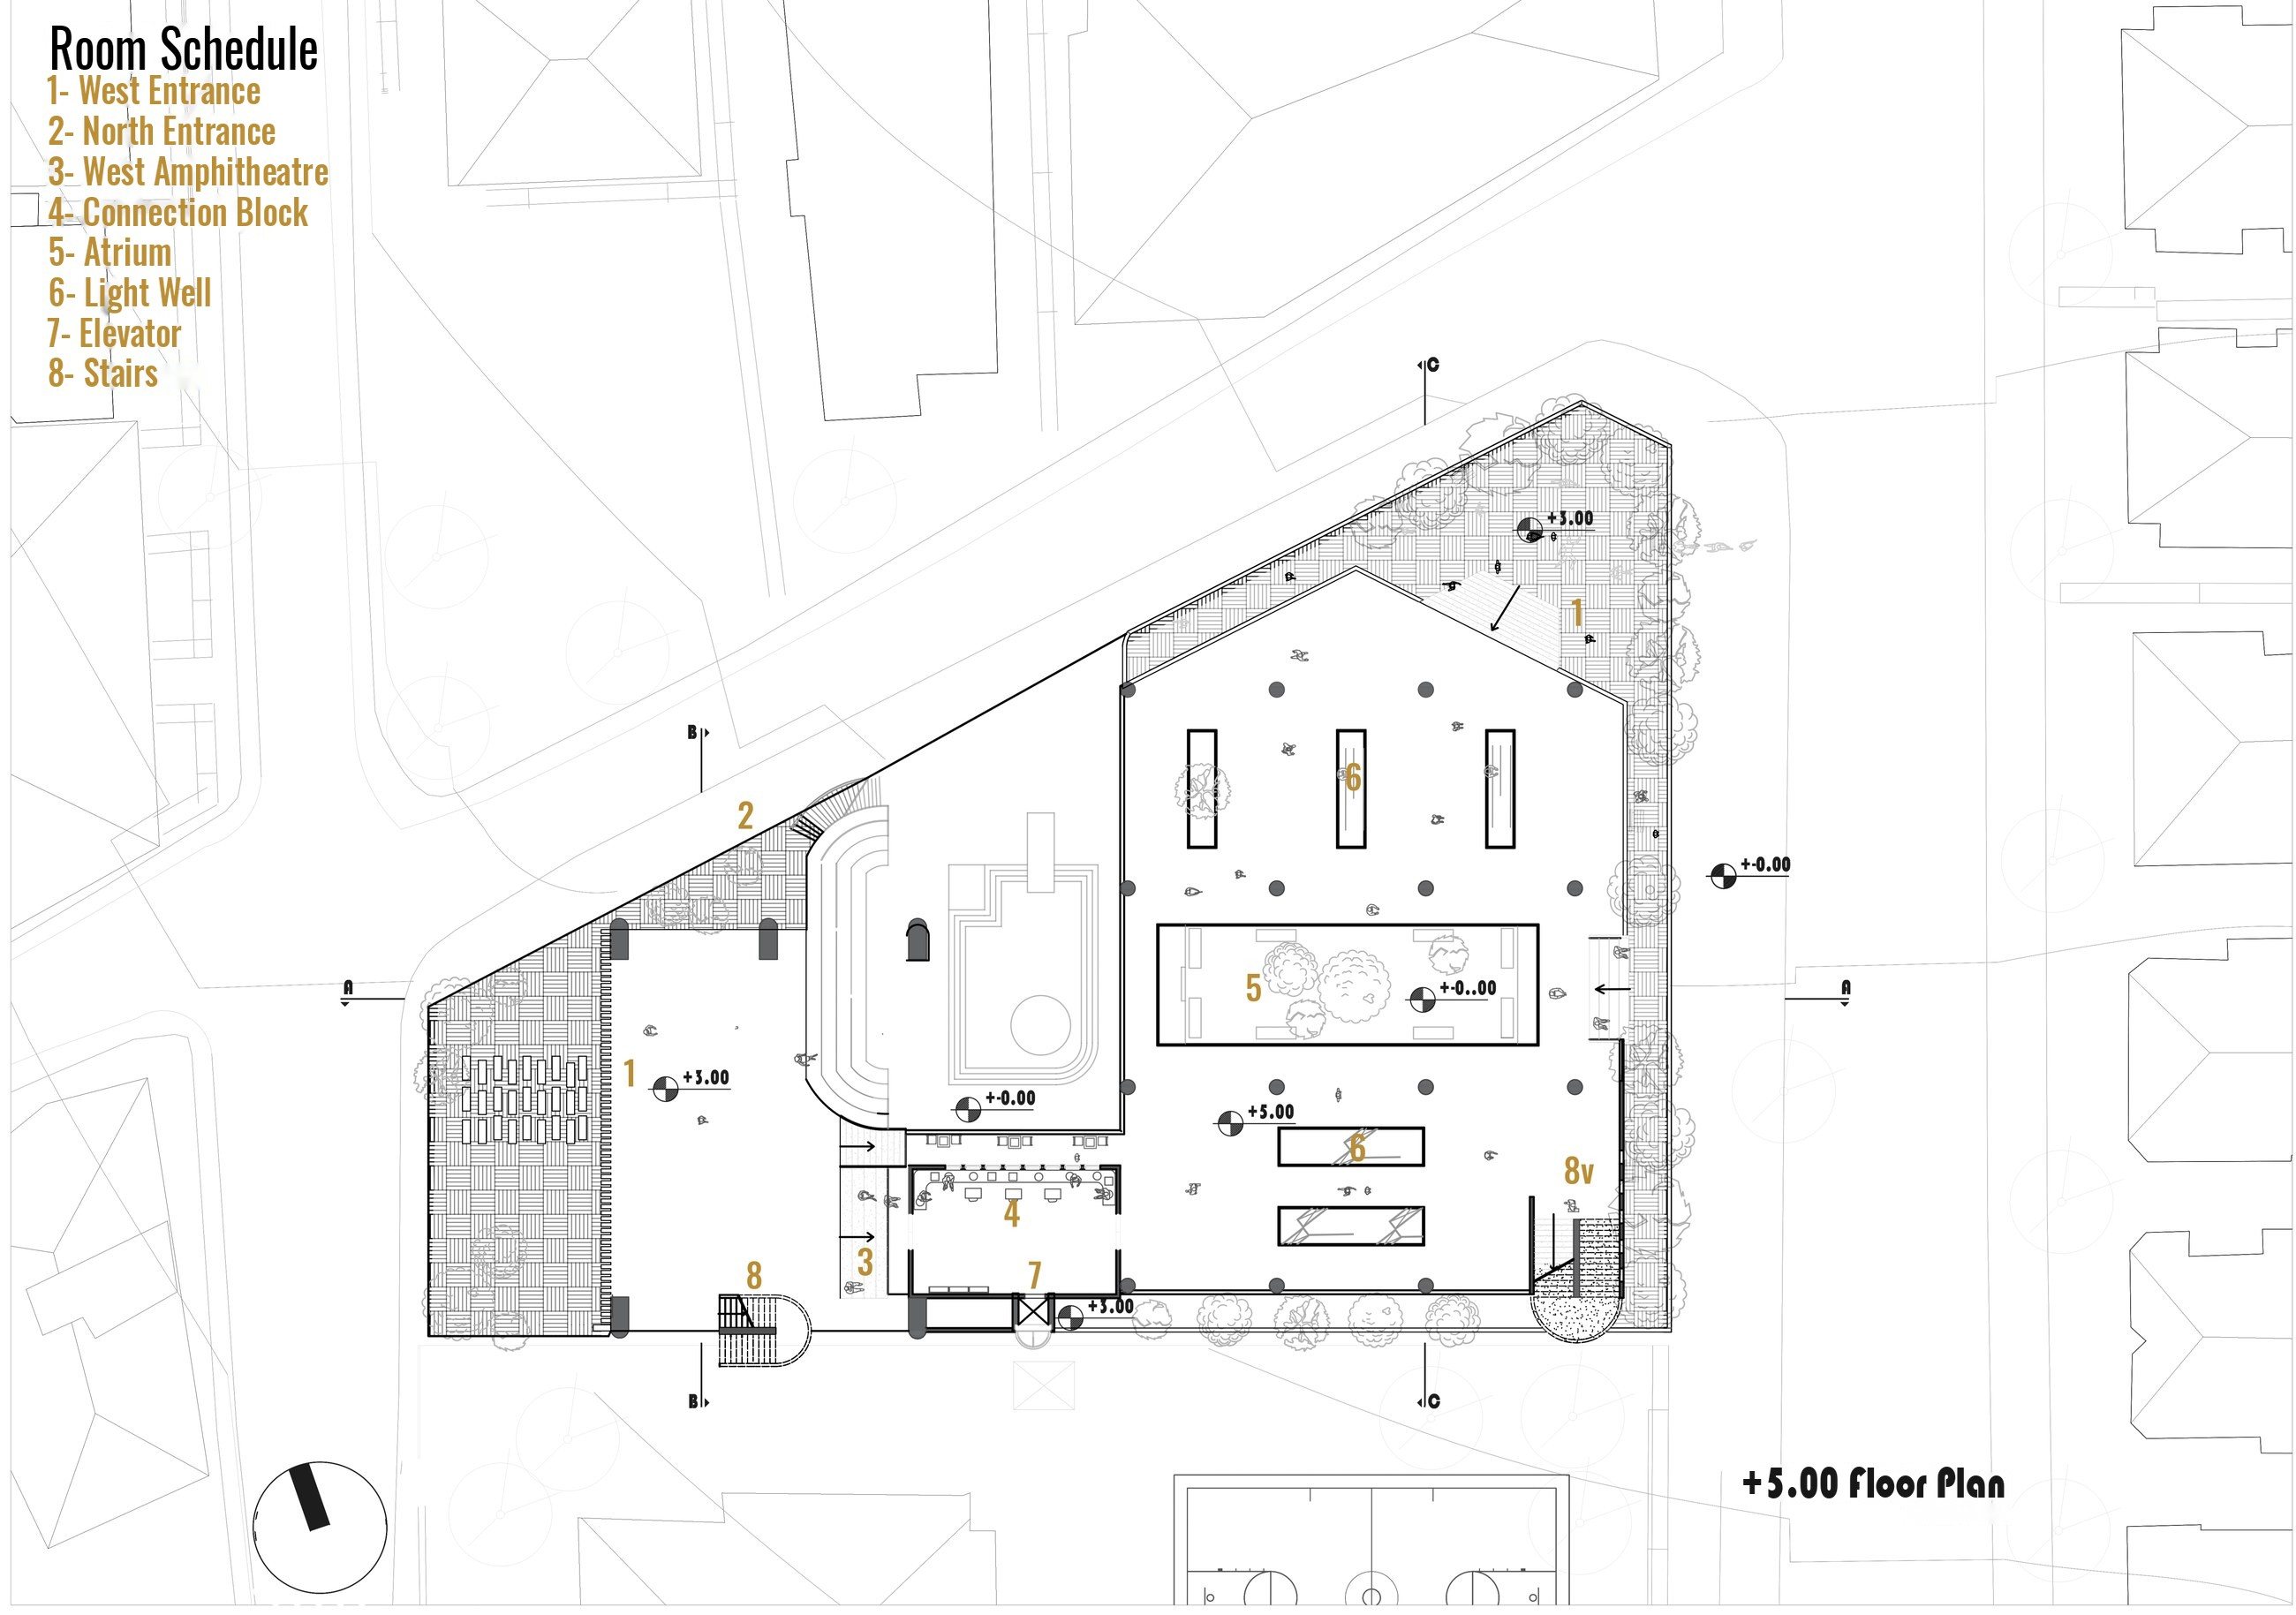 Room Schedule
1- West Entrance
2- North Entrance
3- West Amphitheatre
4- Connection Block
5- Atrium
6- Light Well
7- Elevator
8- Stairs
C
+3.00
1
B
6
2
+-0.00
5
+-0..00
A
A
1
+3.00
+-0.00
+5.00
6
8v
4
3
8
7
+3.00
B
C
+5.00 Floor Plan